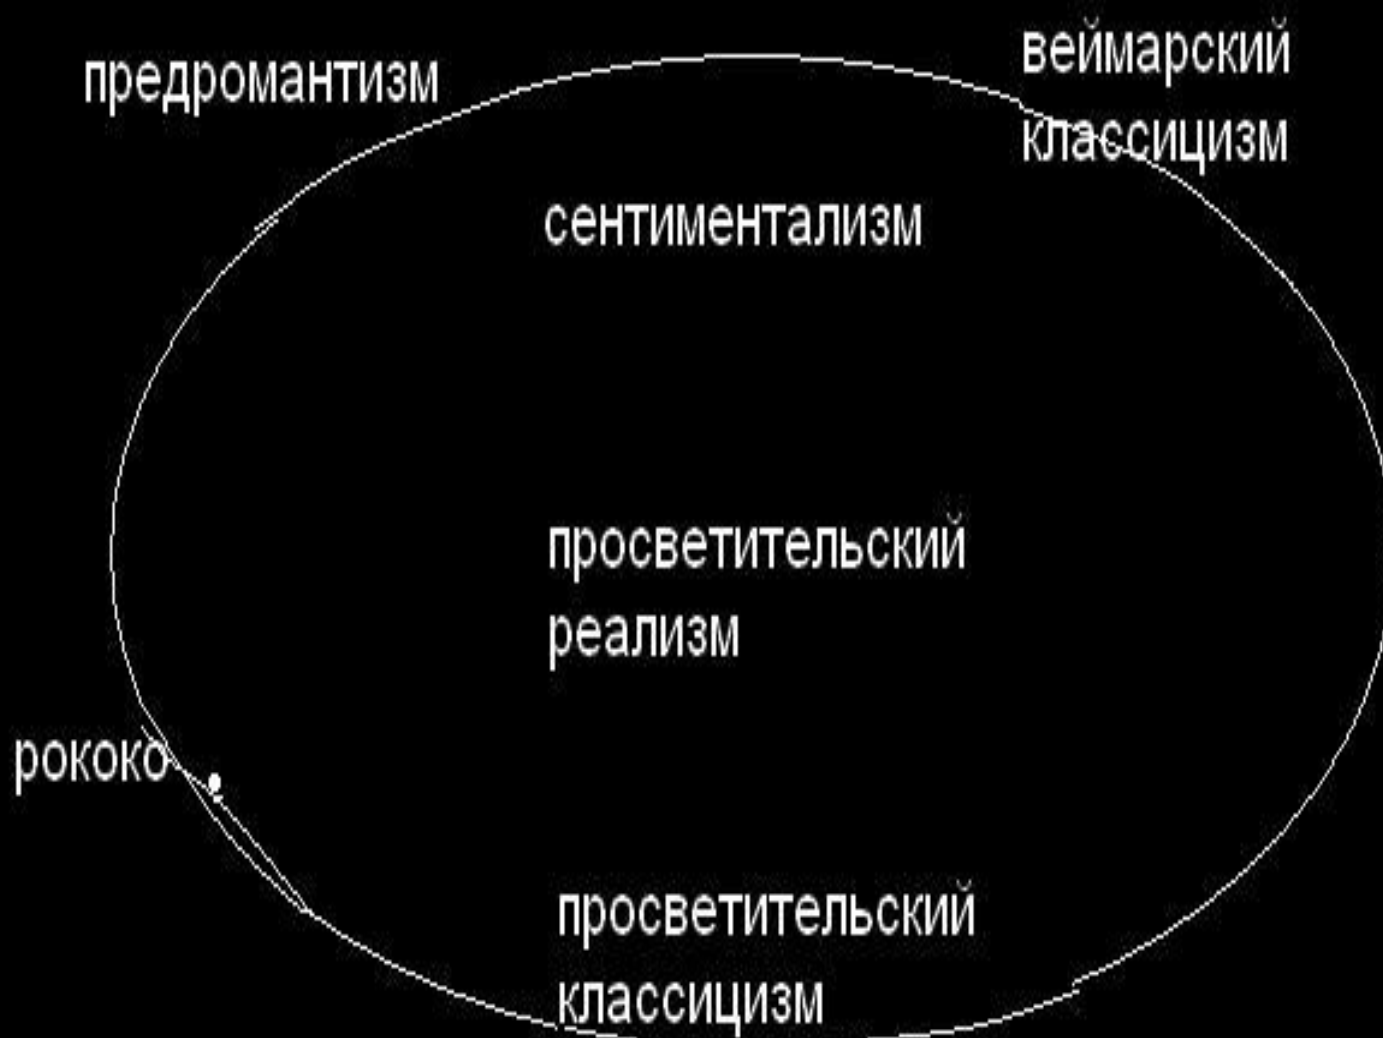 предромантизм
веймарский
классицизм
сентиментализм
просветительский
реализм
рококо
просветительский
классицизм